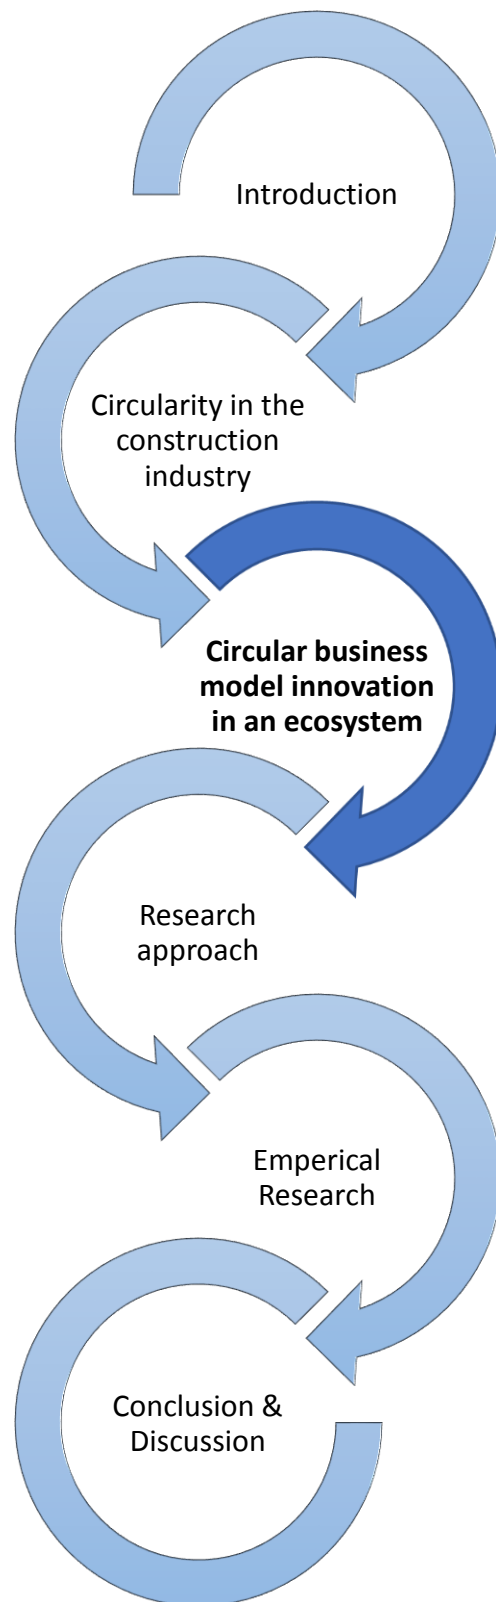 Introduction
Circularity in the
construction
industry
Circular business
model innovation
in an ecosystem
Research
approach
Emperical
Research
Conclusion &
Discussion